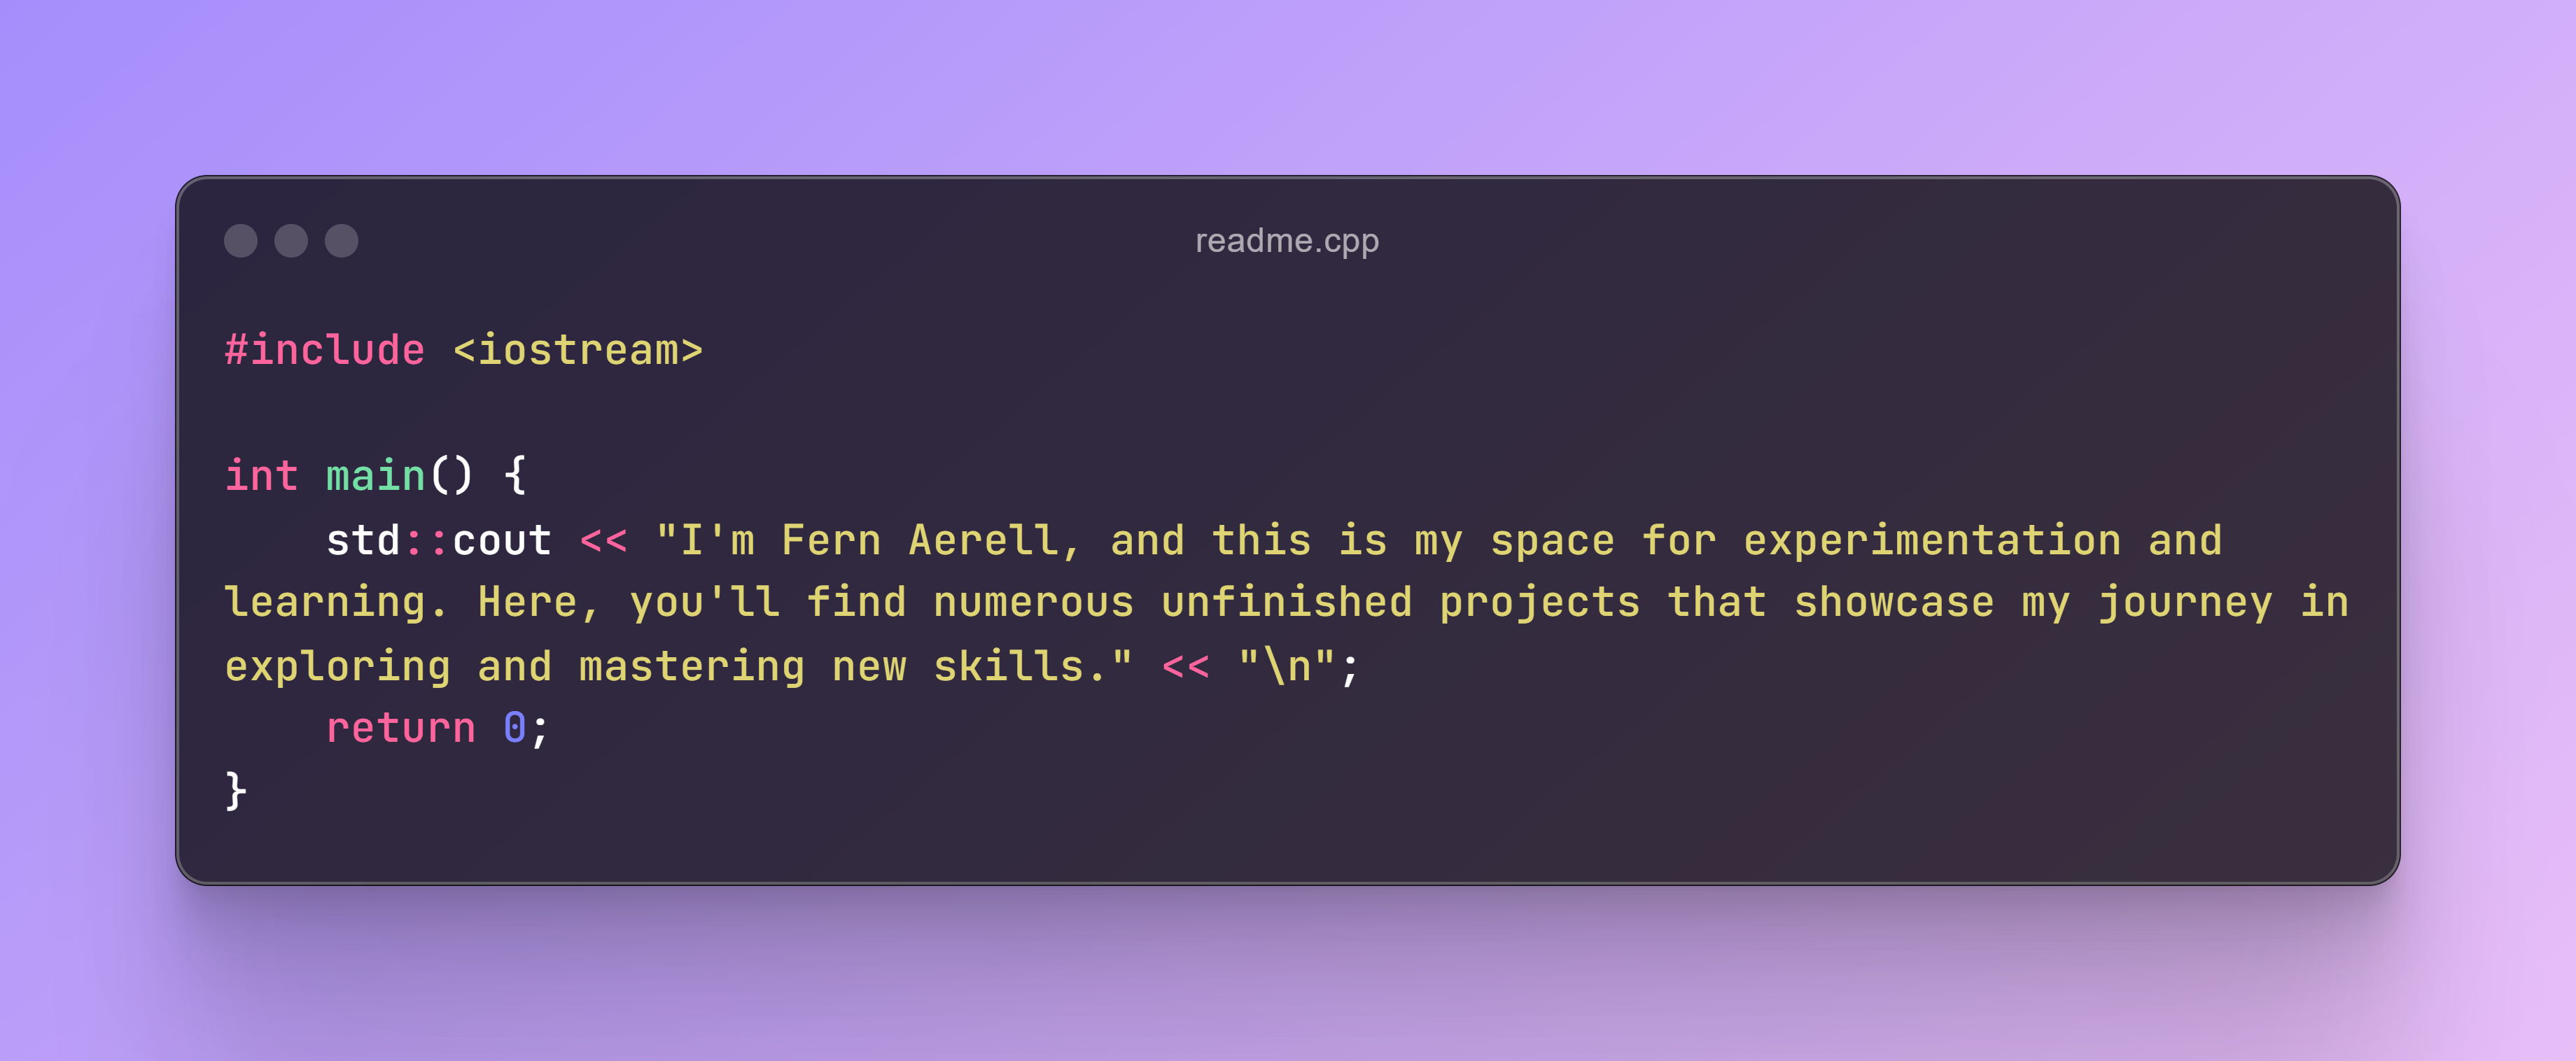 readme.cpp
#include <iostream>

int main() {
    std::cout << "I'm Fern Aerell, and this is my space for experimentation and
learning. Here, you'll find numerous unfinished projects that showcase my journey in
exploring and mastering new skills." << "\n";
    return 0;
}